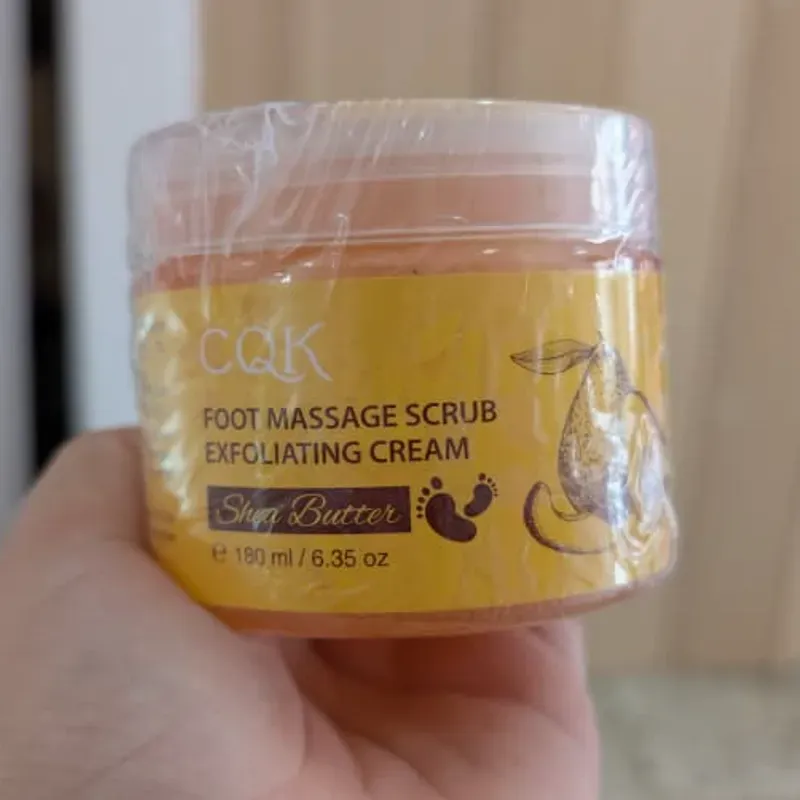 CQK
FOOT MASSAGE SCRUB
EXFOLIATING CREAM
Shea Butter
℮ 180 ml / 6.35 oz